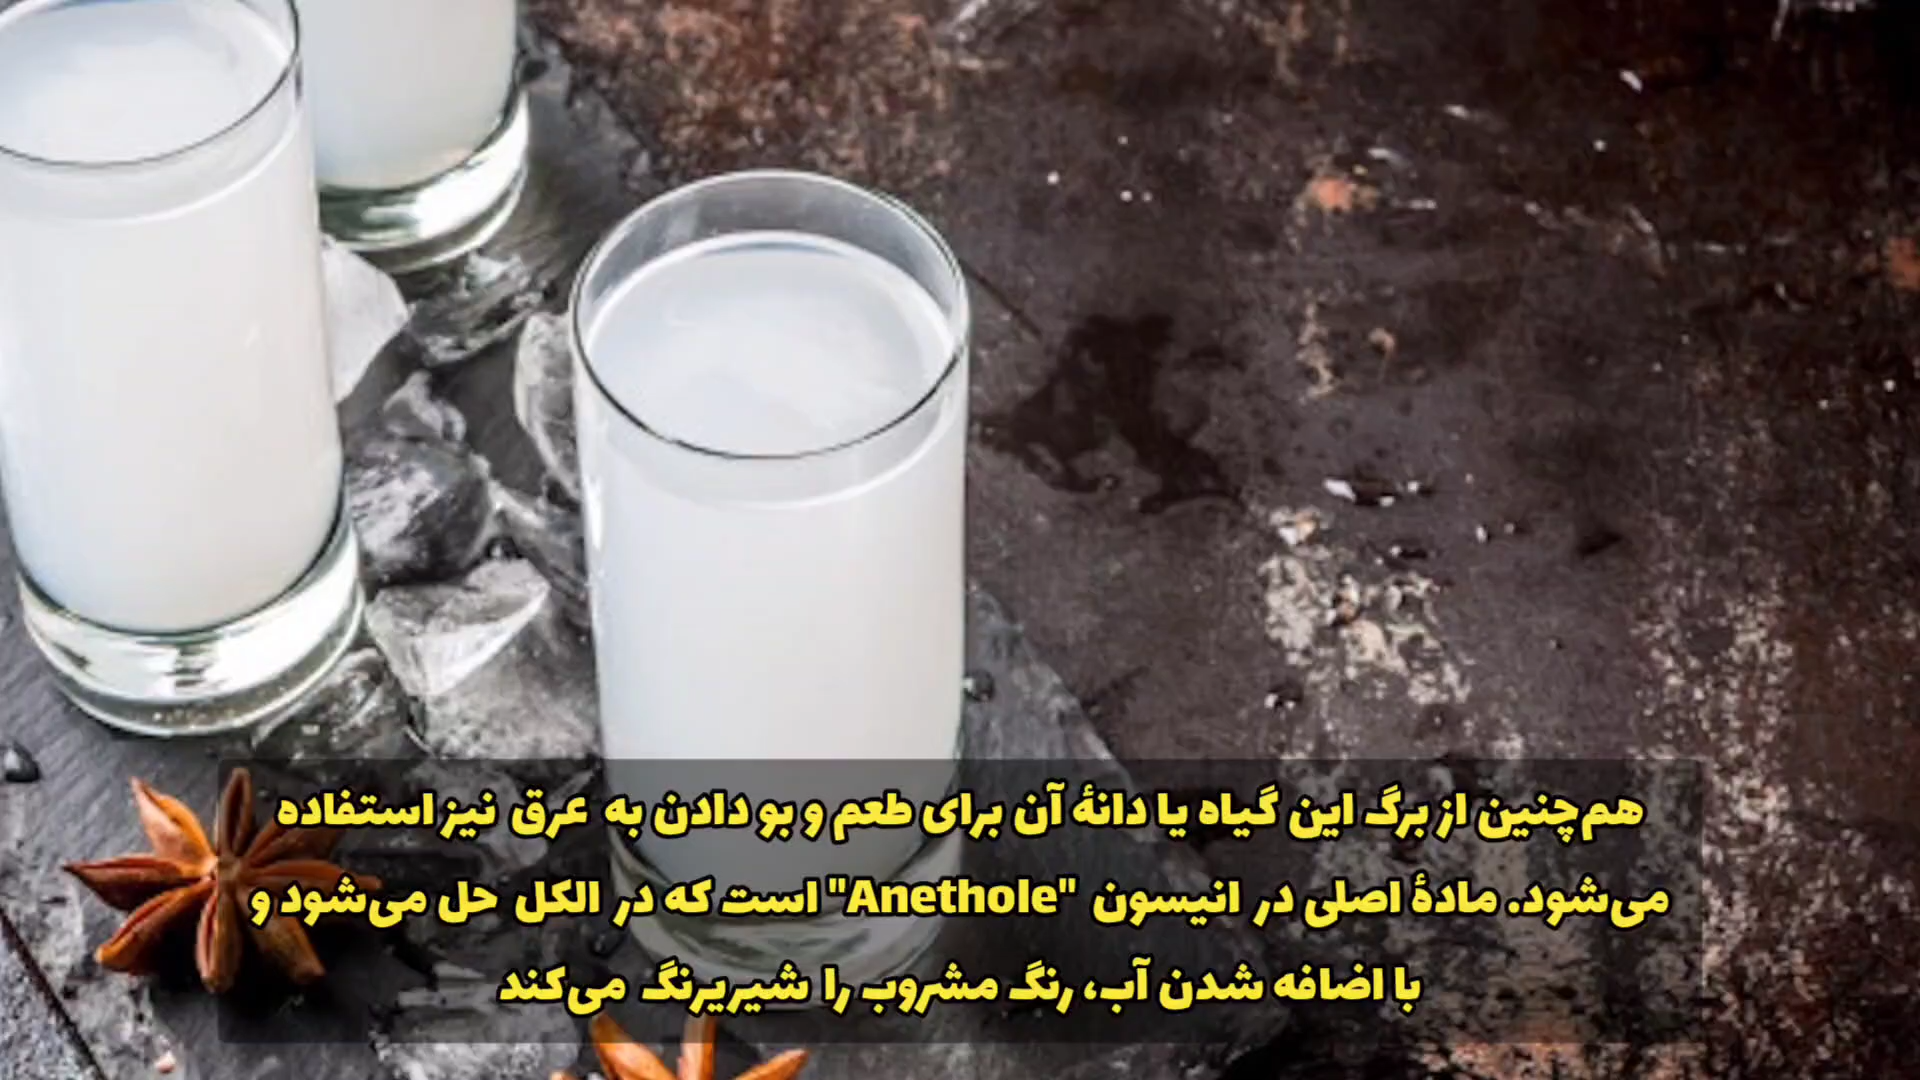 هم‌چنین از برگ این گیاه یا دانهٔ آن برای طعم و بو دادن به عرق نیز استفاده
می‌شود. مادهٔ اصلی در انیسون "Anethole" است که در الکل حل می‌شود و
با اضافه شدن آب، رنگ مشروب را شیریرنگ می‌کند